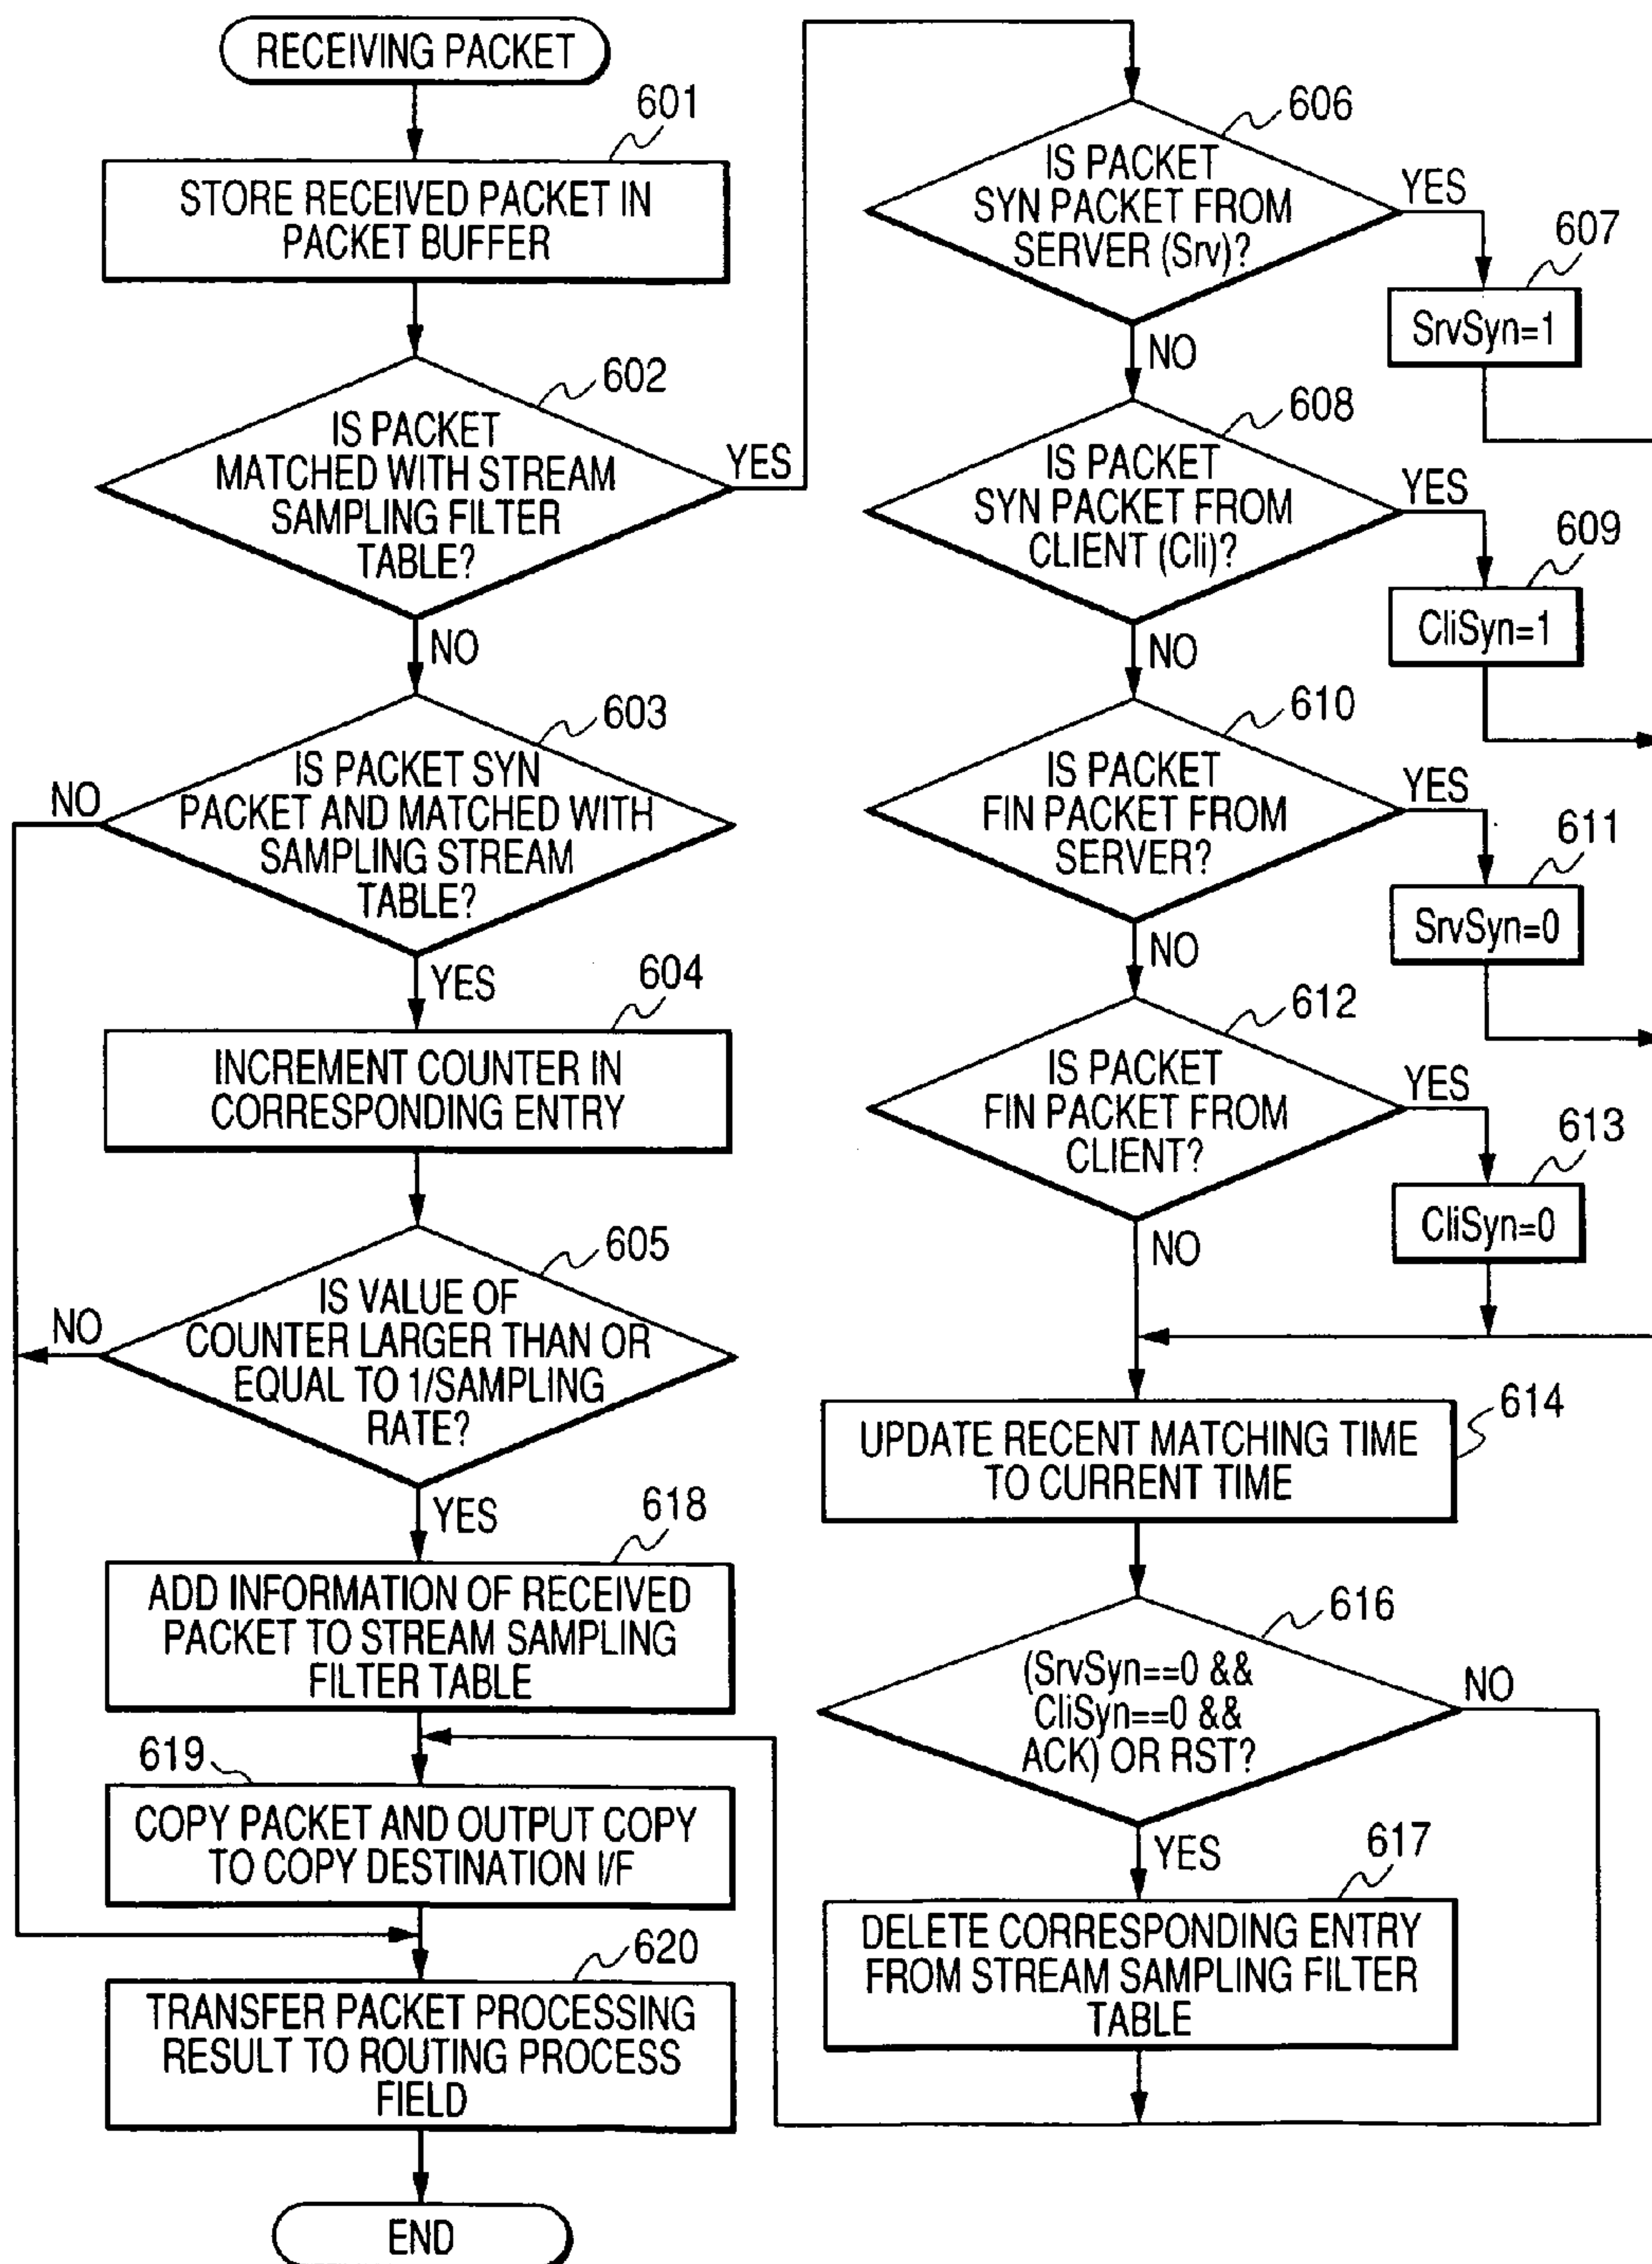 RECEIVING PACKET
601
STORE RECEIVED PACKET IN
PACKET BUFFER
602
IS PACKET
MATCHED WITH STREAM
SAMPLING FILTER
TABLE?
YES
NO
603
IS PACKET SYN
PACKET AND MATCHED WITH
SAMPLING STREAM
TABLE?
NO
YES
604
INCREMENT COUNTER IN
CORRESPONDING ENTRY
605
IS VALUE OF
COUNTER LARGER THAN OR
EQUAL TO 1/SAMPLING
RATE?
NO
YES
618
ADD INFORMATION OF RECEIVED
PACKET TO STREAM SAMPLING
FILTER TABLE
619
COPY PACKET AND OUTPUT COPY
TO COPY DESTINATION I/F
620
TRANSFER PACKET PROCESSING
RESULT TO ROUTING PROCESS
FIELD
END
606
IS PACKET
SYN PACKET FROM
SERVER (Srv)?
YES
607
SrvSyn=1
NO
608
IS PACKET
SYN PACKET FROM
CLIENT (Cli)?
YES
609
CliSyn=1
NO
610
IS PACKET
FIN PACKET FROM
SERVER?
YES
611
SrvSyn=0
NO
612
IS PACKET
FIN PACKET FROM
CLIENT?
YES
613
CliSyn=0
NO
614
UPDATE RECENT MATCHING TIME
TO CURRENT TIME
616
(SrvSyn==0 &&
CliSyn==0 &&
ACK) OR RST?
NO
YES
617
DELETE CORRESPONDING ENTRY
FROM STREAM SAMPLING FILTER
TABLE